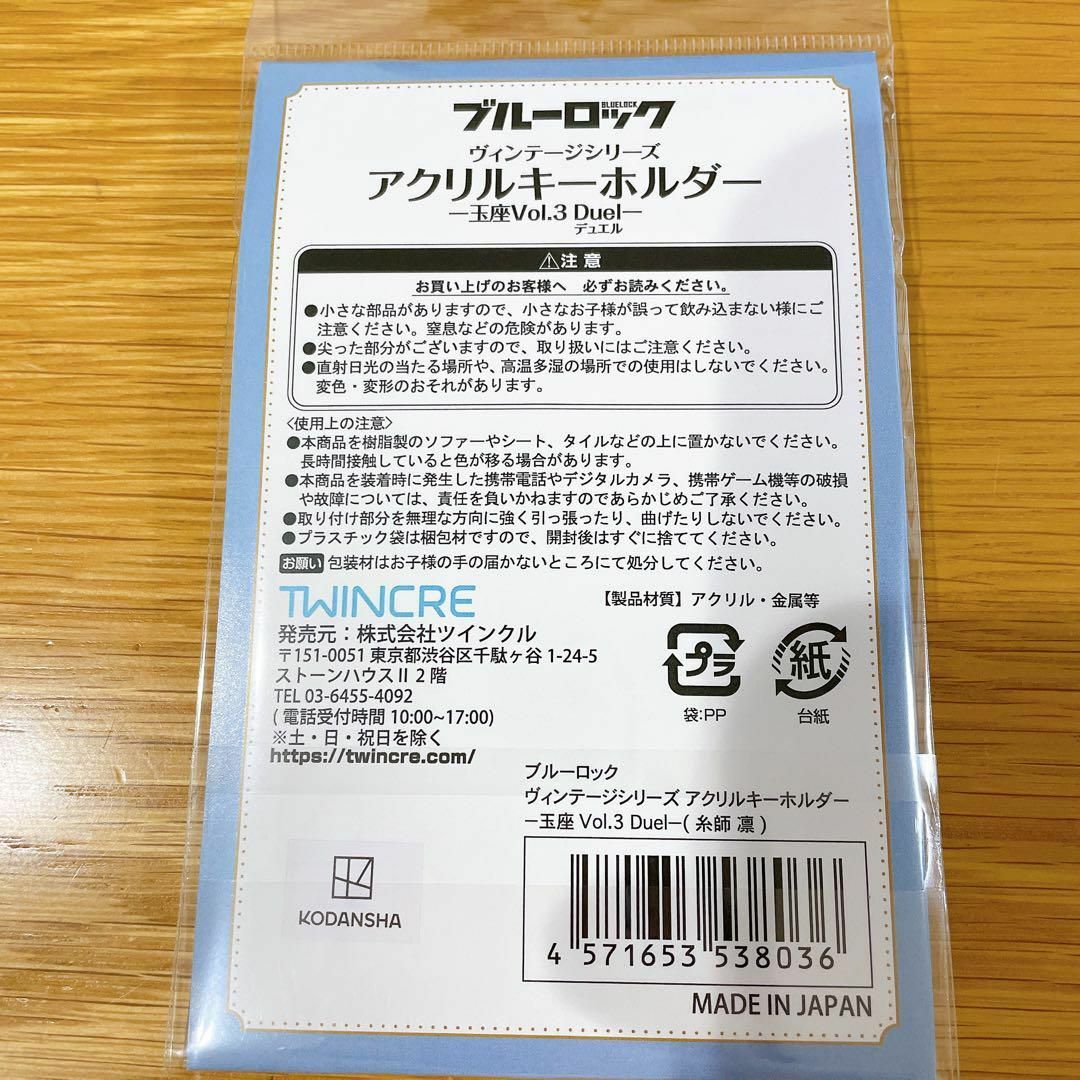 ブルーロック
BLUELOCK
ヴィンテージシリーズ
アクリルキーホルダー
ー玉座Vol.3 Duelー
デュエル
⚠注意
お買い上げのお客様へ 必ずお読みください。
●小さな部品がありますので、小さなお子様が誤って飲み込まない様にご
注意ください。窒息などの危険があります。
●尖った部分がございますので、取り扱いにはご注意ください。
●直射日光の当たる場所や、高温多湿の場所での使用はしないでください。
変色・変形のおそれがあります。
〈使用上の注意〉
●本商品を樹脂製のソファーやシート、タイルなどの上に置かないでください。
長時間接触していると色が移る場合があります。
●本商品を装着時に発生した携帯電話やデジタルカメラ、携帯ゲーム機等の破損
や故障については、責任を負いかねますのであらかじめご了承ください。
●取り付け部分を無理な方向に強く引っ張ったり、曲げたりしないでください。
●プラスチック袋は梱包材ですので、開封後はすぐに捨ててください。
お願い 包装材はお子様の手の届かないところにて処分してください。
TWINCRE
発売元：株式会社ツインクル
〒151-0051 東京都渋谷区千駄ヶ谷 1-24-5
ストーンハウスⅡ 2階
TEL 03-6455-4092
(電話受付時間 10:00~17:00)
※土・日・祝日を除く
https://twincre.com/
【製品材質】アクリル・金属等
プラ
袋:PP
紙
台紙
ブルーロック
ヴィンテージシリーズ アクリルキーホルダー
ー玉座 Vol.3 Duelー(糸師 凛)
KODANSHA
4 571653 538036
MADE IN JAPAN